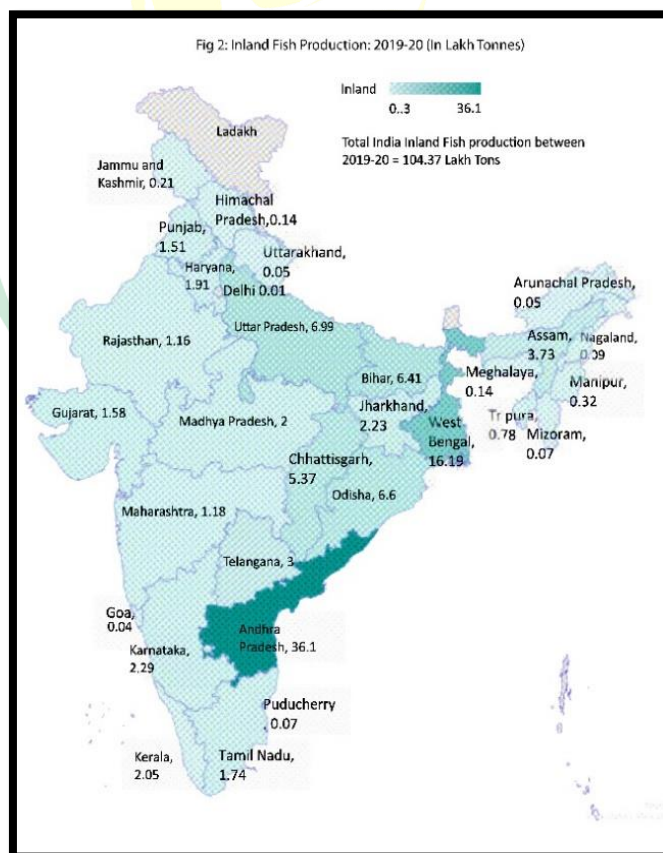 Fig 2: Inland Fish Production: 2019-20 (In Lakh Tonnes)
Inland
0..3 36.1
Total India Inland Fish production between
2019-20 = 104.37 Lakh Tons
Ladakh
Jammu and
Kashmir, 0.21
Himachal
Pradesh,0.14
Punjab,
1.51
Uttarakhand,
0.05
Haryana,
1.91
Delhi 0.01
Arunachal Pradesh,
0.05
Uttar Pradesh, 6.99
Rajasthan, 1.16
Assam,
3.73
Nagaland,
0.09
Bihar, 6.41
Meghalaya,
0.14
Manipur,
0.32
Gujarat, 1.58
Madhya Pradesh, 2
Jharkhand,
2.23
West
Bengal,
16.19
Tripura,
0.78
Mizoram,
0.07
Chhattisgarh,
5.37
Odisha, 6.6
Maharashtra, 1.18
Telangana, 3
Goa,
0.04
Andhra
Pradesh, 36.1
Karnataka,
2.29
Puducherry
0.07
Kerala,
2.05
Tamil Nadu,
1.74